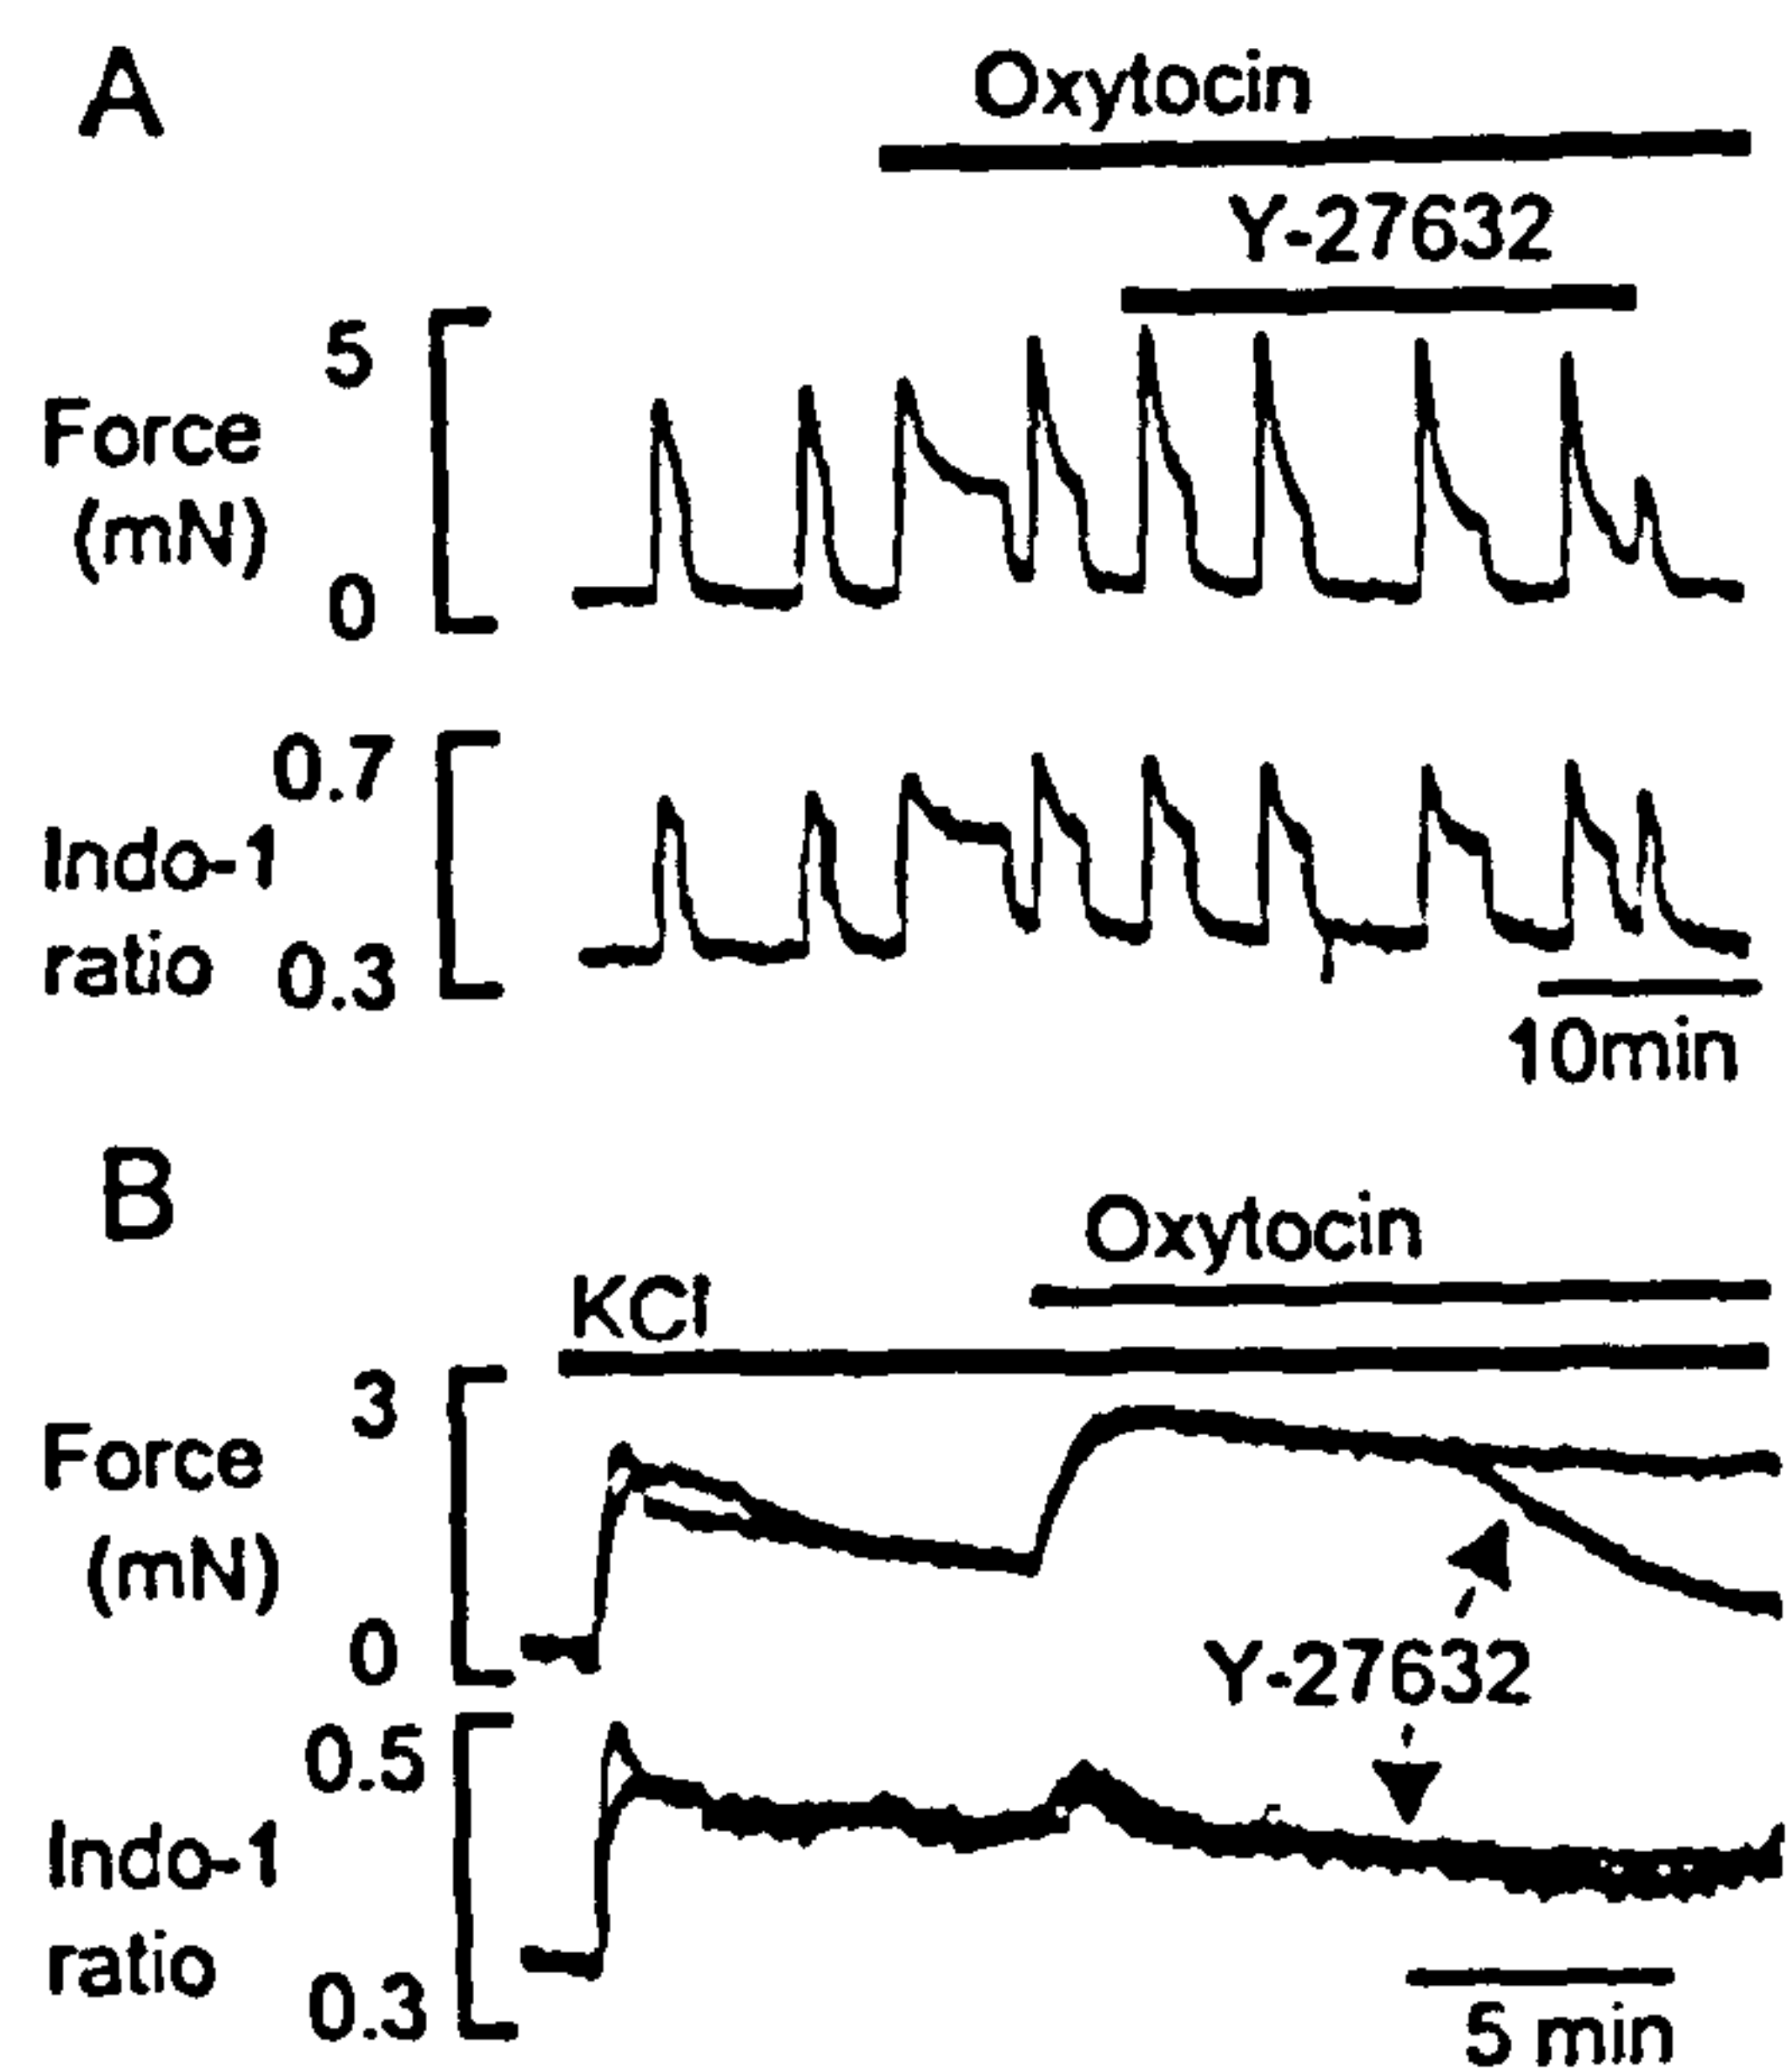 A
Oxytocin
Y-27632
5
Force
(mN)
0
0.7
Indo-1
ratio
0.3
10min
B
Oxytocin
KCl
3
Force
(mN)
0
Y-27632
0.5
Indo-1
ratio
0.3
5 min